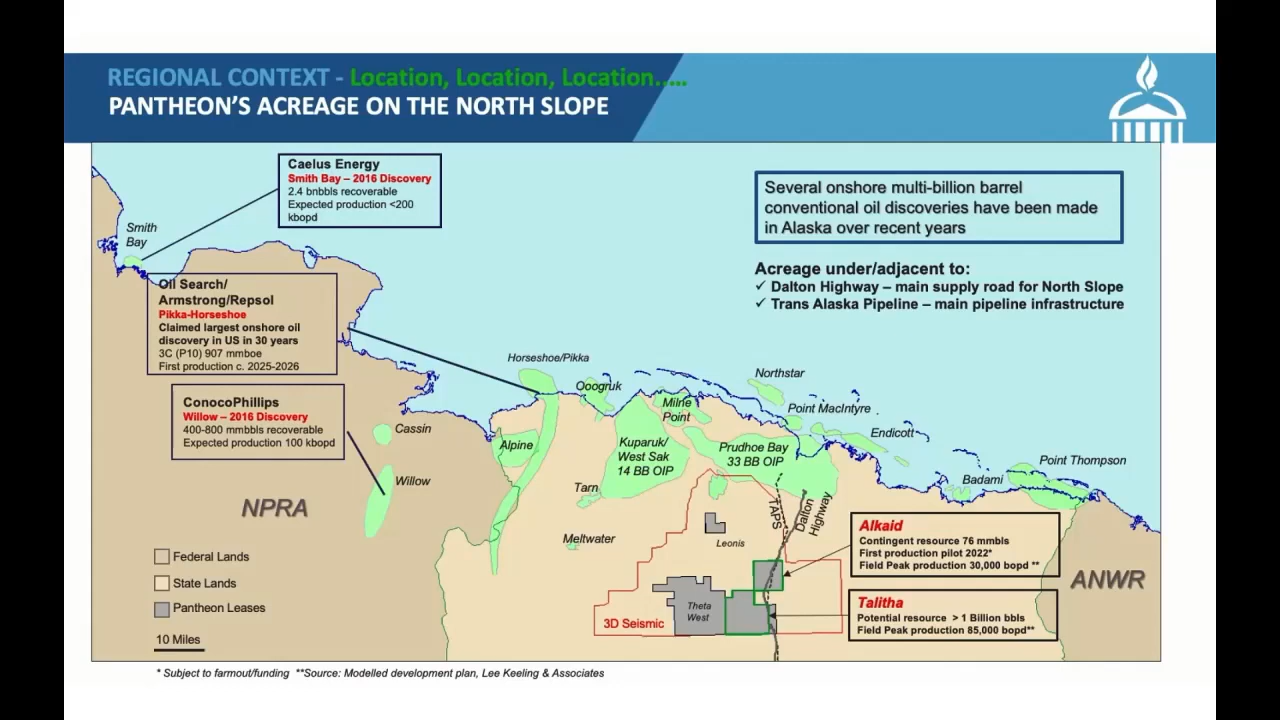 REGIONAL CONTEXT - Location, Location, Location.....
PANTHEON'S ACREAGE ON THE NORTH SLOPE
Caelus Energy
Smith Bay – 2016 Discovery
2.4 bnbbls recoverable
Expected production <200
kbopd
Several onshore multi-billion barrel
conventional oil discoveries have been made
in Alaska over recent years
Acreage under/adjacent to:
✓ Dalton Highway – main supply road for North Slope
✓ Trans Alaska Pipeline – main pipeline infrastructure
Smith
Bay
Oil Search/
Armstrong/Repsol
Pikka-Horseshoe
Claimed largest onshore oil
discovery in US in 30 years
3C (P10) 907 mmboe
First production c. 2025-2026
ConocoPhillips
Willow – 2016 Discovery
400-800 mmbbls recoverable
Expected production 100 kbopd
Horseshoe/Pikka
Ooogruk
Milne
Point
Northstar
Point MacIntyre
Endicott
Point Thompson
Badami
Cassin
Willow
Alpine
Kuparuk/
West Sak
14 BB OIP
Prudhoe Bay
33 BB OIP
Tarn
Meltwater
NPRA
TAPS
Dalton
Highway
Leonis
Theta
West
3D Seismic
Alkaid
Contingent resource 76 mmbls
First production pilot 2022*
Field Peak production 30,000 bopd **
Talitha
Potential resource > 1 Billion bbls
Field Peak production 85,000 bopd**
ANWR
Federal Lands
State Lands
Pantheon Leases
10 Miles
* Subject to farmout/funding **Source: Modelled development plan, Lee Keeling & Associates